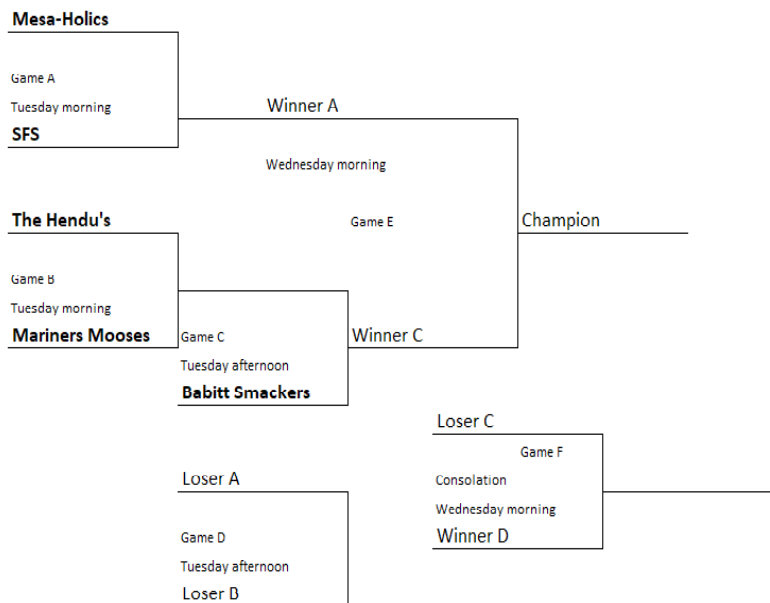 Mesa-Holics
Game A
Tuesday morning
SFS
Winner A
Wednesday morning
The Hendu's
Game E
Champion
Game B
Tuesday morning
Mariners Mooses
Game C
Winner C
Tuesday afternoon
Babitt Smackers
Loser C
Game F
Consolation
Wednesday morning
Winner D
Loser A
Game D
Tuesday afternoon
Loser B